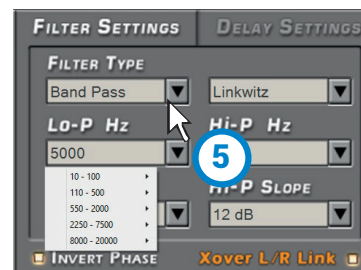 FILTER SETTINGS DELAY SETTINGS
FILTER TYPE
Band Pass Linkwitz
LO-P HZ HI-P HZ
5000 5
10 - 100
110 - 500
550 - 2000
2250 - 7500
8000 - 20000
HI-P SLOPE
12 dB
INVERT PHASE XOVER L/R LINK